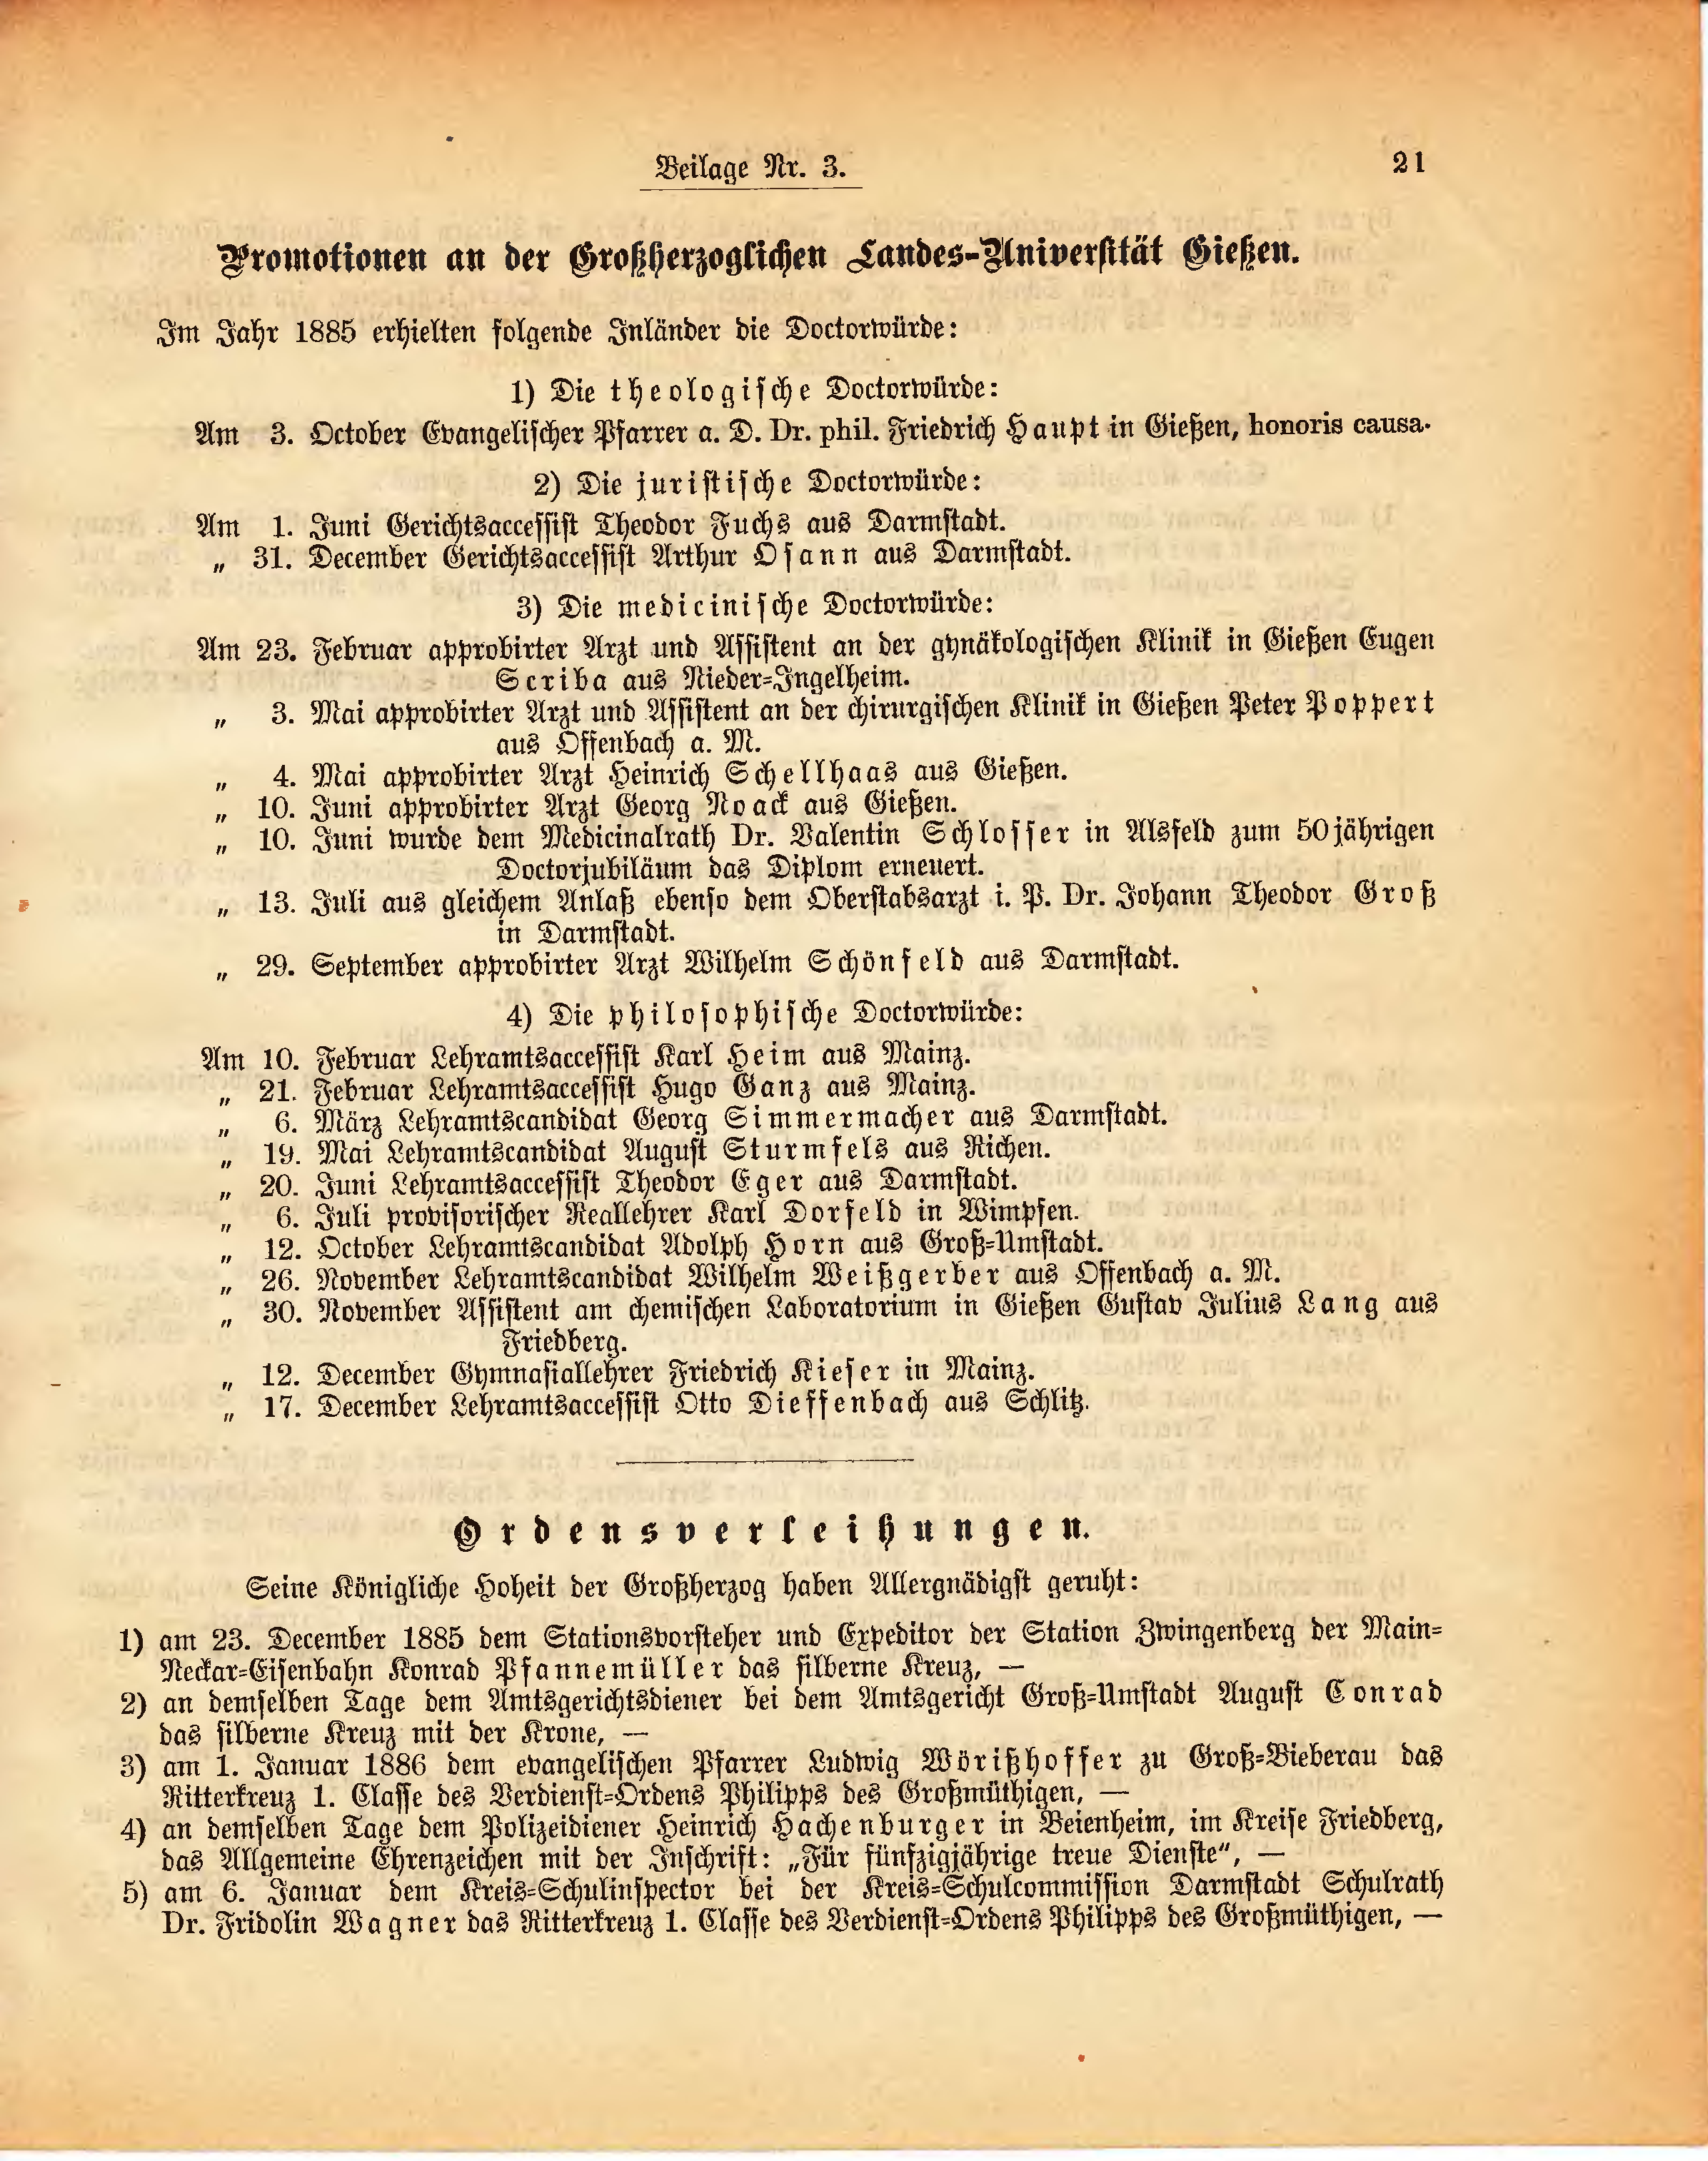 Beilage Nr. 3.
21
Promotionen an der Großherzoglichen Landes-Universität Gießen.
Im Jahr 1885 erhielten folgende Inländer die Doctorwürde:
1) Die theologische Doctorwürde:
Am 3. October Evangelischer Pfarrer a. D. Dr. phil. Friedrich Haupt in Gießen, honoris causa.
2) Die juristische Doctorwürde:
Am 1. Juni Gerichtsaccessist Theodor Fuchs aus Darmstadt.
„ 31. December Gerichtsaccessist Arthur Osann aus Darmstadt.
3) Die medicinische Doctorwürde:
Am 23. Februar approbirter Arzt und Assistent an der gynäkologischen Klinik in Gießen Eugen
Scriba aus Nieder-Ingelheim.
„ 3. Mai approbirter Arzt und Assistent an der chirurgischen Klinik in Gießen Peter Poppert
aus Offenbach a. M.
„ 4. Mai approbirter Arzt Heinrich Schellhaas aus Gießen.
„ 10. Juni approbirter Arzt Georg Noack aus Gießen.
„ 10. Juni wurde dem Medicinalrath Dr. Valentin Schlosser in Alsfeld zum 50jährigen
Doctorjubiläum das Diplom erneuert.
„ 13. Juli aus gleichem Anlaß ebenso dem Oberstabsarzt i. P. Dr. Johann Theodor Groß
in Darmstadt.
„ 29. September approbirter Arzt Wilhelm Schönfeld aus Darmstadt.
4) Die philosophische Doctorwürde:
Am 10. Februar Lehramtsaccessist Karl Heim aus Mainz.
„ 21. Februar Lehramtsaccessist Hugo Ganz aus Mainz.
„ 6. März Lehramtscandidat Georg Simmermacher aus Darmstadt.
„ 19. Mai Lehramtscandidat August Sturmfels aus Richen.
„ 20. Juni Lehramtsaccessist Theodor Eger aus Darmstadt.
„ 6. Juli provisorischer Reallehrer Karl Dorfeld in Wimpfen.
„ 12. October Lehramtscandidat Adolph Horn aus Groß-Umstadt.
„ 26. November Lehramtscandidat Wilhelm Weißgerber aus Offenbach a. M.
„ 30. November Assistent am chemischen Laboratorium in Gießen Gustav Julius Lang aus
Friedberg.
„ 12. December Gymnasiallehrer Friedrich Kieser in Mainz.
„ 17. December Lehramtsaccessist Otto Dieffenbach aus Schlitz.
Ordensverleihungen.
Seine Königliche Hoheit der Großherzog haben Allergnädigst geruht:
1) am 23. December 1885 dem Stationsvorsteher und Expeditor der Station Zwingenberg der Main-
Neckar-Eisenbahn Konrad Pfannemüller das silberne Kreuz, —
2) an demselben Tage dem Amtsgerichtsdiener bei dem Amtsgericht Groß-Umstadt August Conrad
das silberne Kreuz mit der Krone, —
3) am 1. Januar 1886 dem evangelischen Pfarrer Ludwig Wörißhoffer zu Groß-Bieberau das
Ritterkreuz 1. Classe des Verdienst-Ordens Philipps des Großmüthigen, —
4) an demselben Tage dem Polizeidiener Heinrich Hachenburger in Beienheim, im Kreise Friedberg,
das Allgemeine Ehrenzeichen mit der Inschrift: „Für fünfzigjährige treue Dienste“, —
5) am 6. Januar dem Kreis-Schulinspector bei der Kreis-Schulcommission Darmstadt Schulrath
Dr. Fridolin Wagner das Ritterkreuz 1. Classe des Verdienst-Ordens Philipps des Großmüthigen, —